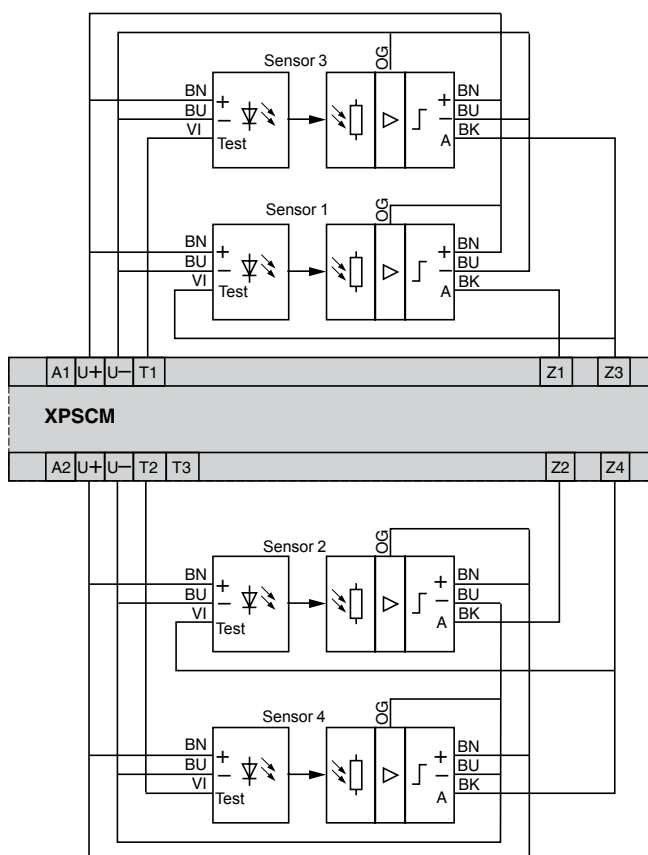 OG
Sensor 3
BN + + BN
BU − − BU
VI Test A BK
Sensor 1
OG
BN + + BN
BU − − BU
VI Test A BK
A1 U+ U− T1 Z1 Z3
XPSCM
A2 U+ U− T2 T3 Z2 Z4
Sensor 2
OG
BN + + BN
BU − − BU
VI Test A BK
Sensor 4
OG
BN + + BN
BU − − BU
VI Test A BK